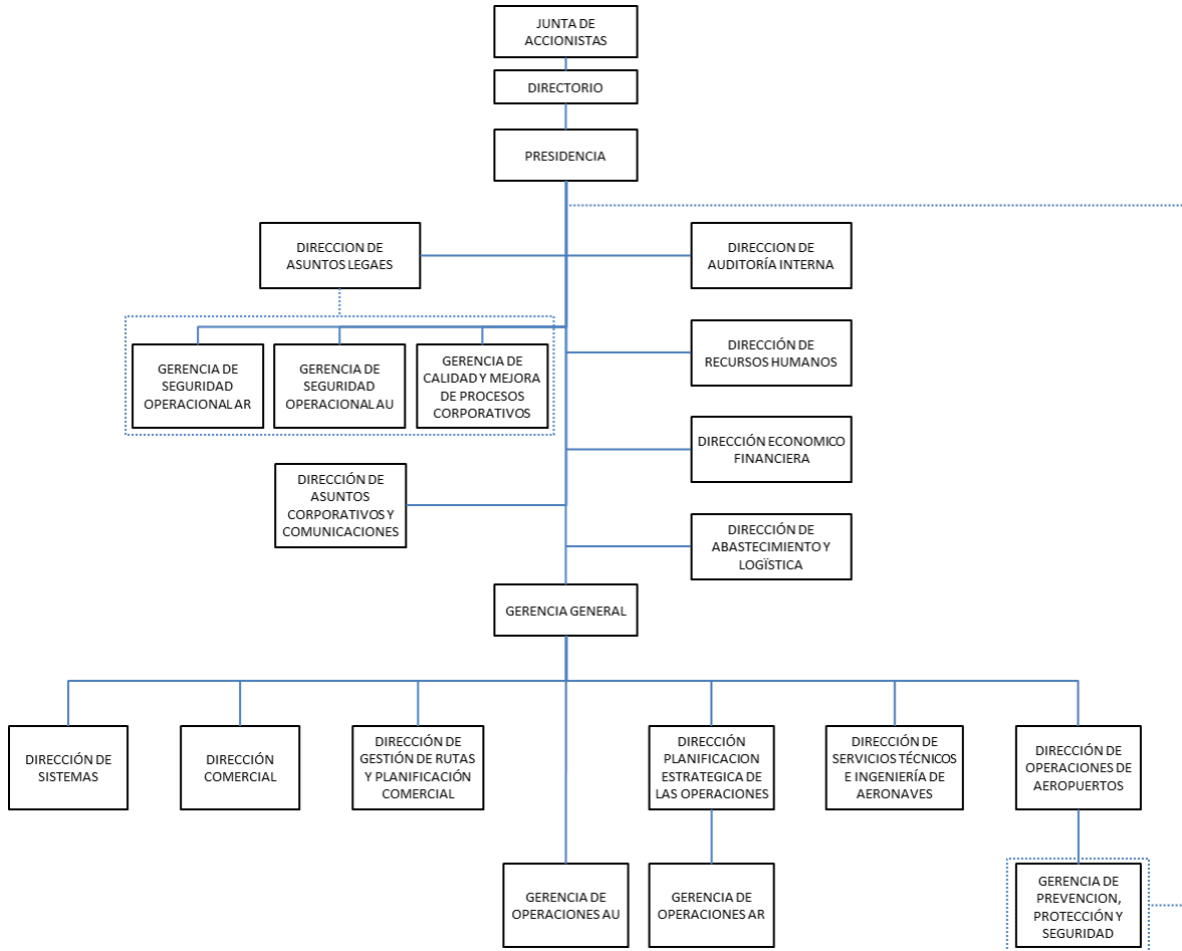 JUNTA DE
ACCIONISTAS
DIRECTORIO
PRESIDENCIA
DIRECCION DE
ASUNTOS LEGAES
DIRECCION DE
AUDITORÍA INTERNA
GERENCIA DE
SEGURIDAD
OPERACIONAL AR
GERENCIA DE
SEGURIDAD
OPERACIONAL AU
GERENCIA DE
CALIDAD Y MEJORA
DE PROCESOS
CORPORATIVOS
DIRECCIÓN DE
RECURSOS HUMANOS
DIRECCIÓN ECONOMICO
FINANCIERA
DIRECCIÓN DE
ASUNTOS
CORPORATIVOS Y
COMUNICACIONES
DIRECCIÓN DE
ABASTECIMIENTO Y
LOGÏSTICA
GERENCIA GENERAL
DIRECCIÓN DE
SISTEMAS
DIRECCIÓN
COMERCIAL
DIRECCIÓN DE
GESTIÓN DE RUTAS
Y PLANIFICACIÓN
COMERCIAL
DIRECCIÓN
PLANIFICACION
ESTRATEGICA DE
LAS OPERACIONES
DIRECCIÓN DE
SERVICIOS TÉCNICOS
E INGENIERÍA DE
AERONAVES
DIRECCIÓN DE
OPERACIONES DE
AEROPUERTOS
GERENCIA DE
OPERACIONES AU
GERENCIA DE
OPERACIONES AR
GERENCIA DE
PREVENCION,
PROTECCIÓN Y
SEGURIDAD